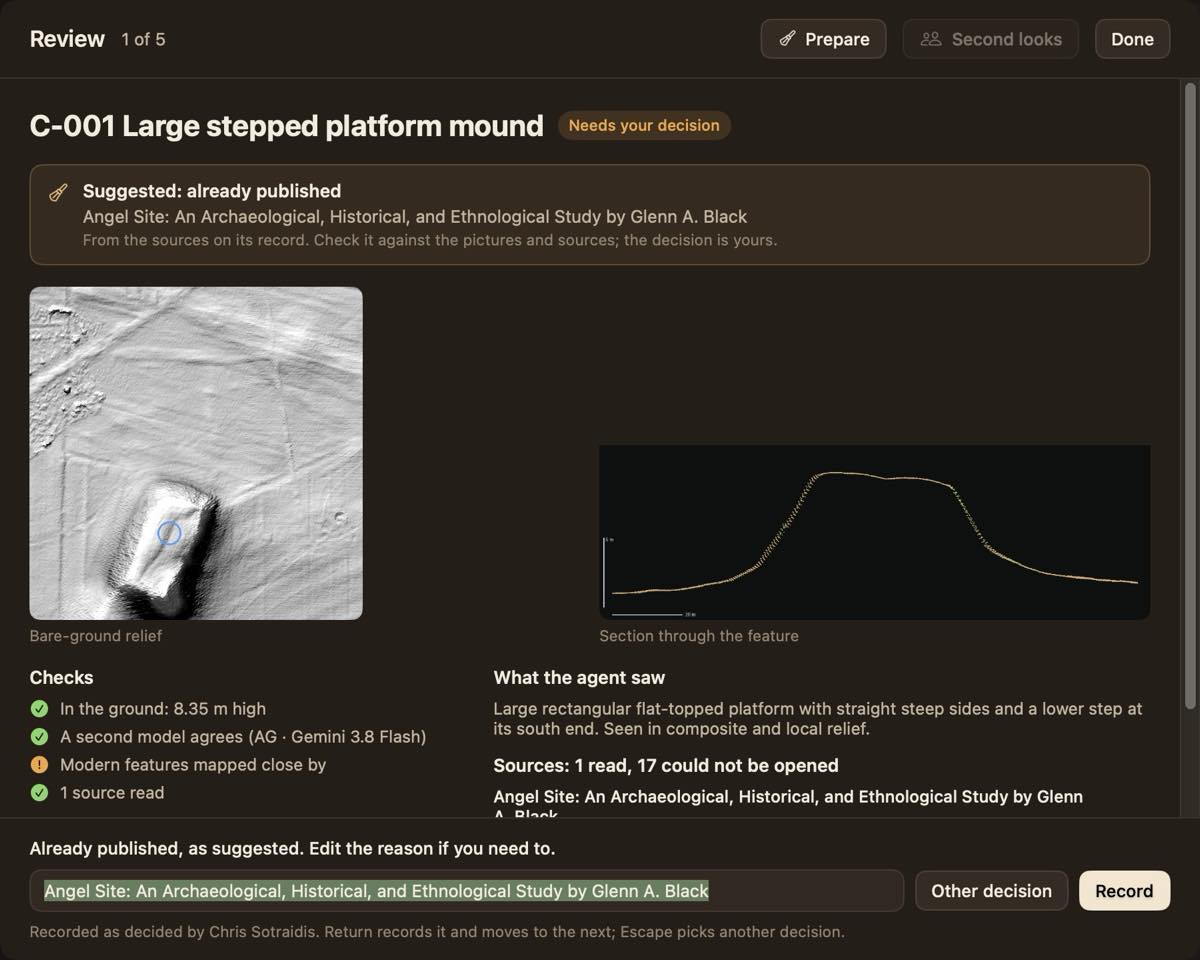 Review 1 of 5
Prepare
Second looks
Done
C-001 Large stepped platform mound
Needs your decision
Suggested: already published
Angel Site: An Archaeological, Historical, and Ethnological Study by Glenn A. Black
From the sources on its record. Check it against the pictures and sources; the decision is yours.
Bare-ground relief
Section through the feature
Checks
In the ground: 8.35 m high
A second model agrees (AG · Gemini 3.8 Flash)
Modern features mapped close by
1 source read
What the agent saw
Large rectangular flat-topped platform with straight steep sides and a lower step at
its south end. Seen in composite and local relief.
Sources: 1 read, 17 could not be opened
Angel Site: An Archaeological, Historical, and Ethnological Study by Glenn
A. Black
Already published, as suggested. Edit the reason if you need to.
Angel Site: An Archaeological, Historical, and Ethnological Study by Glenn A. Black
Other decision
Record
Recorded as decided by Chris Sotraidis. Return records it and moves to the next; Escape picks another decision.